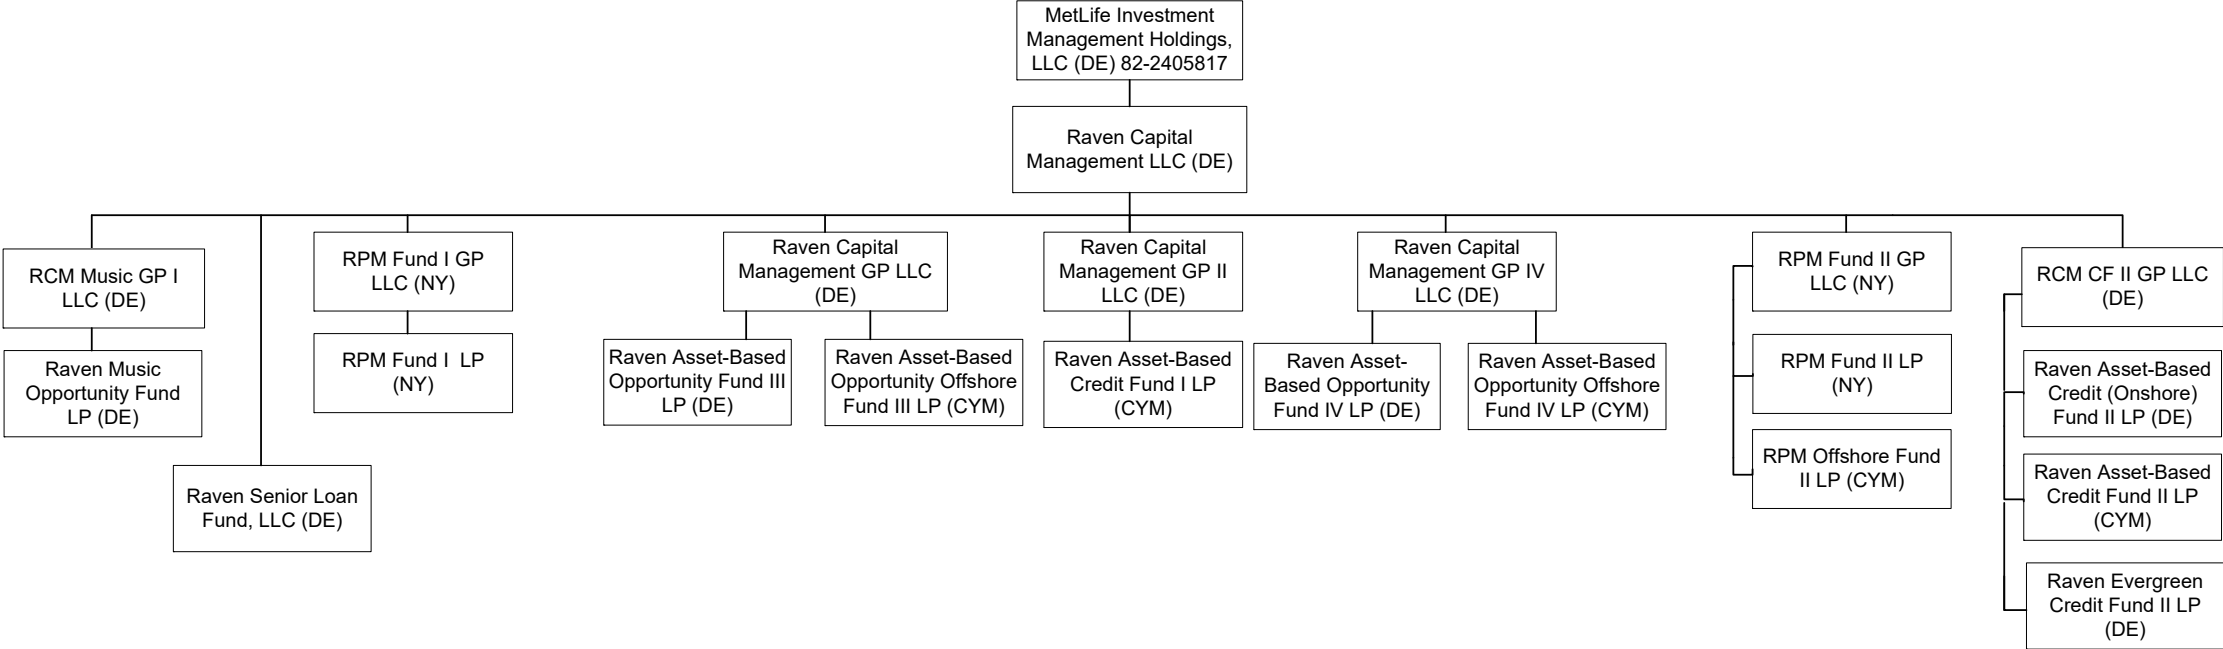 MetLife Investment
Management Holdings,
LLC (DE) 82-2405817
Raven Capital
Management LLC (DE)
RCM Music GP I
LLC (DE)
Raven Music
Opportunity Fund
LP (DE)
Raven Senior Loan
Fund, LLC (DE)
RPM Fund I GP
LLC (NY)
RPM Fund I  LP
(NY)
Raven Capital
Management GP LLC
(DE)
Raven Asset-Based
Opportunity Fund III
LP (DE)
Raven Asset-Based
Opportunity Offshore
Fund III LP (CYM)
Raven Capital
Management GP II
LLC (DE)
Raven Asset-Based
Credit Fund I LP
(CYM)
Raven Capital
Management GP IV
LLC (DE)
Raven Asset-
Based Opportunity
Fund IV LP (DE)
Raven Asset-Based
Opportunity Offshore
Fund IV LP (CYM)
RPM Fund II GP
LLC (NY)
RPM Fund II LP
(NY)
RPM Offshore Fund
II LP (CYM)
RCM CF II GP LLC
(DE)
Raven Asset-Based
Credit (Onshore)
Fund II LP (DE)
Raven Asset-Based
Credit Fund II LP
(CYM)
Raven Evergreen
Credit Fund II LP
(DE)